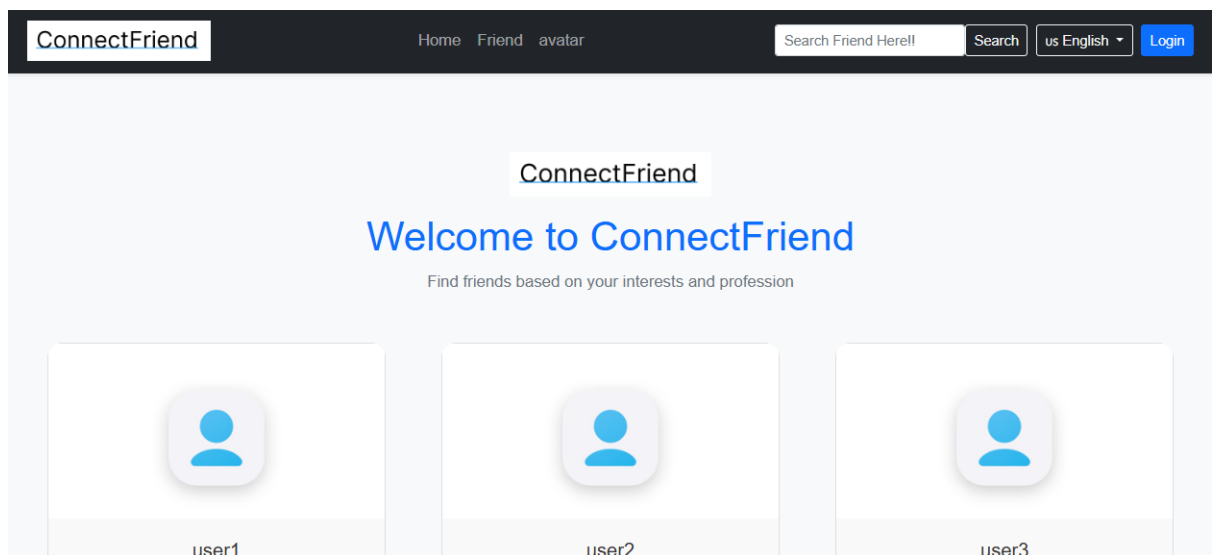 ConnectFriend Home Friend avatar Search Friend Here!! Search us English Login
ConnectFriend
Welcome to ConnectFriend
Find friends based on your interests and profession
user1 user2 user3